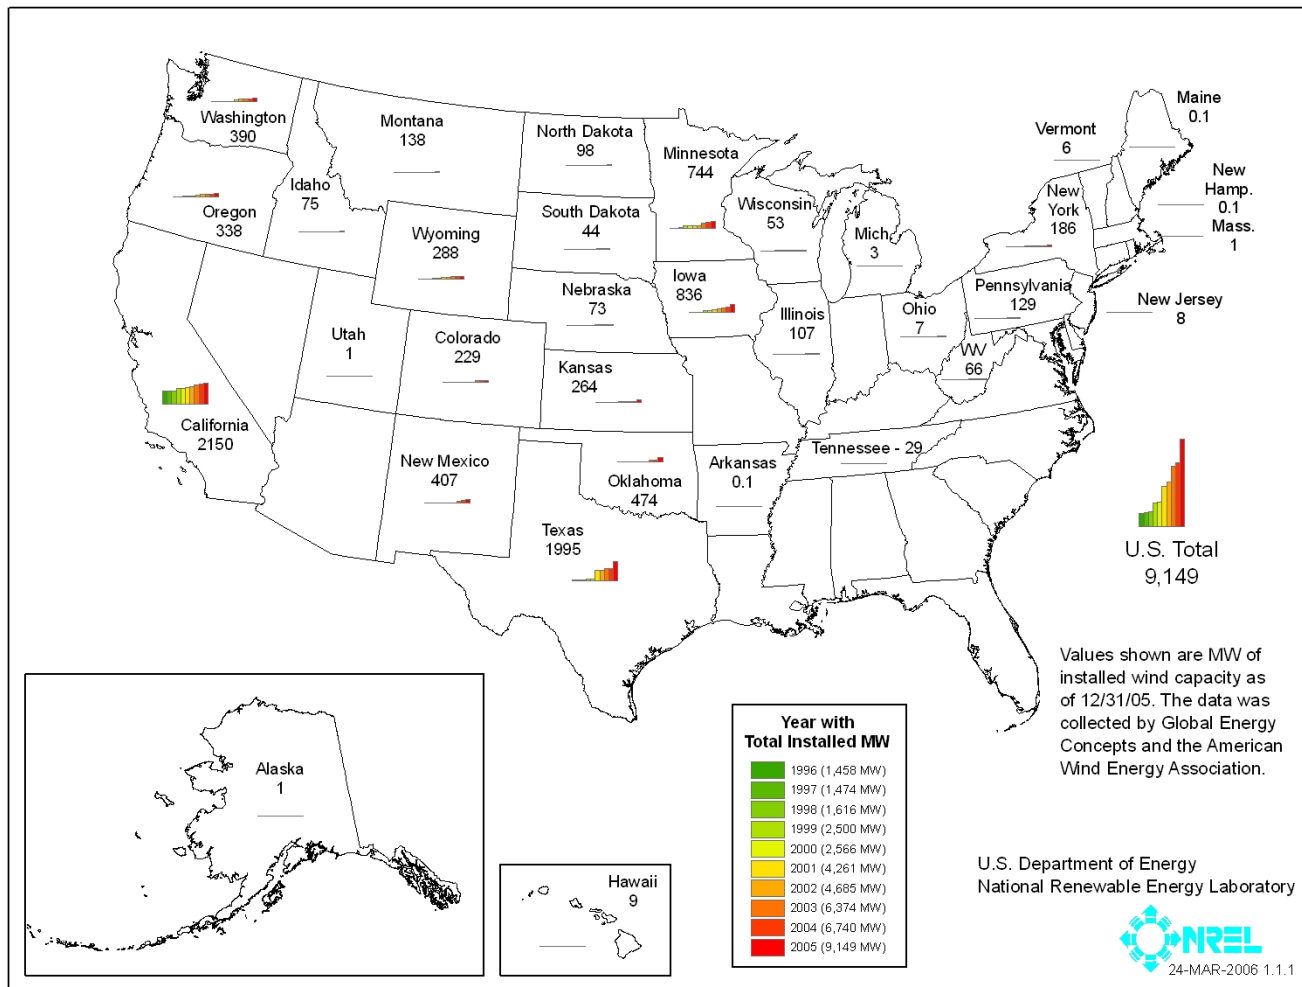 Washington
390
Oregon
338
Idaho
75
Montana
138
Wyoming
288
North Dakota
98
South Dakota
44
Nebraska
73
Kansas
264
Minnesota
744
Iowa
836
Wisconsin
53
Mich.
3
Illinois
107
Ohio
7
WV
66
Pennsylvania
129
New
York
186
Vermont
6
Maine
0.1
New
Hamp.
0.1
Mass.
1
New Jersey
8
Utah
1
Colorado
229
California
2150
New Mexico
407
Oklahoma
474
Arkansas
0.1
Tennessee - 29
Texas
1995
U.S. Total
9,149
Values shown are MW of
installed wind capacity as
of 12/31/05. The data was
collected by Global Energy
Concepts and the American
Wind Energy Association.
Alaska
1
Hawaii
9
Year with
Total Installed MW
1996 (1,458 MW)
1997 (1,474 MW)
1998 (1,616 MW)
1999 (2,500 MW)
2000 (2,566 MW)
2001 (4,261 MW)
2002 (4,685 MW)
2003 (6,374 MW)
2004 (6,740 MW)
2005 (9,149 MW)
U.S. Department of Energy
National Renewable Energy Laboratory
NREL
24-MAR-2006 1.1.1